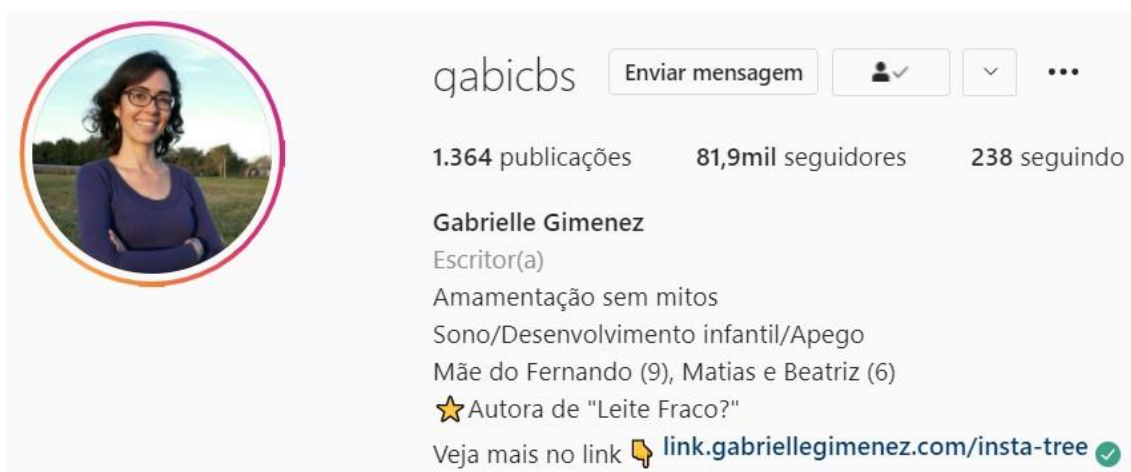 gabicbs Enviar mensagem
1.364 publicações 81,9mil seguidores 238 seguindo
Gabrielle Gimenez
Escritor(a)
Amamentação sem mitos
Sono/Desenvolvimento infantil/Apego
Mãe do Fernando (9), Matias e Beatriz (6)
⭐Autora de "Leite Fraco?"
Veja mais no link 👇 link.gabriellegimenez.com/insta-tree